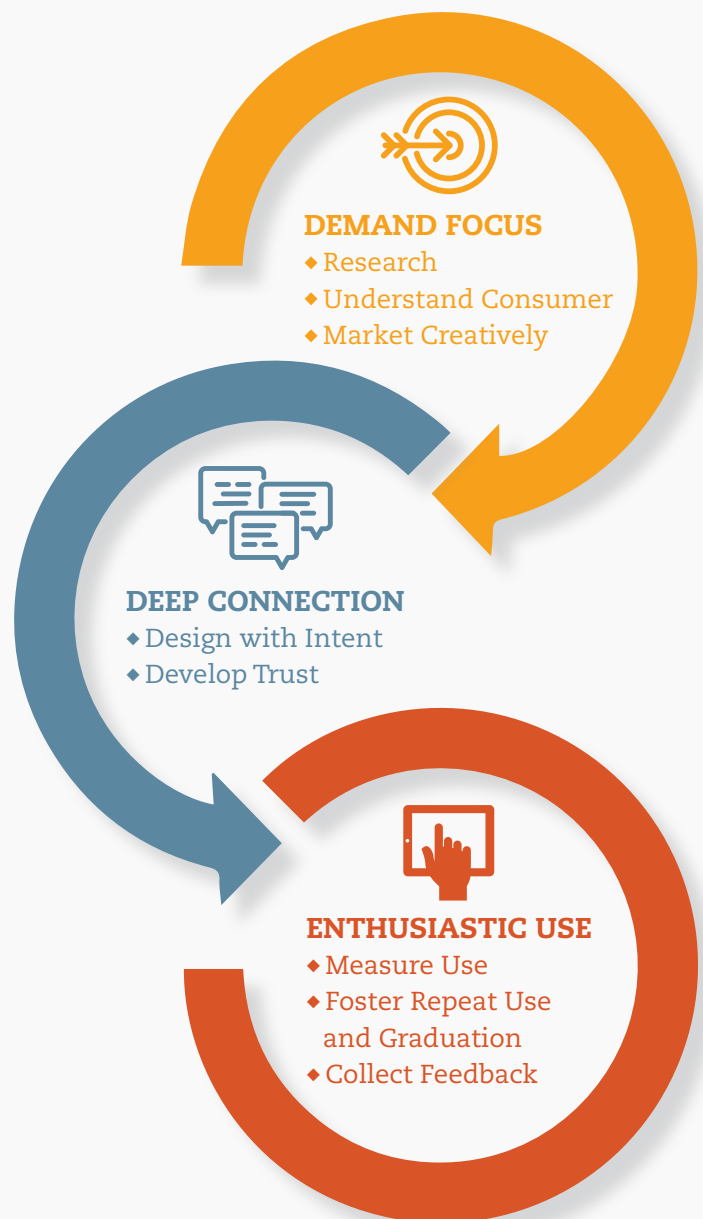 DEMAND FOCUS
◆ Research
◆ Understand Consumer
◆ Market Creatively
DEEP CONNECTION
◆ Design with Intent
◆ Develop Trust
ENTHUSIASTIC USE
◆ Measure Use
◆ Foster Repeat Use
and Graduation
◆ Collect Feedback